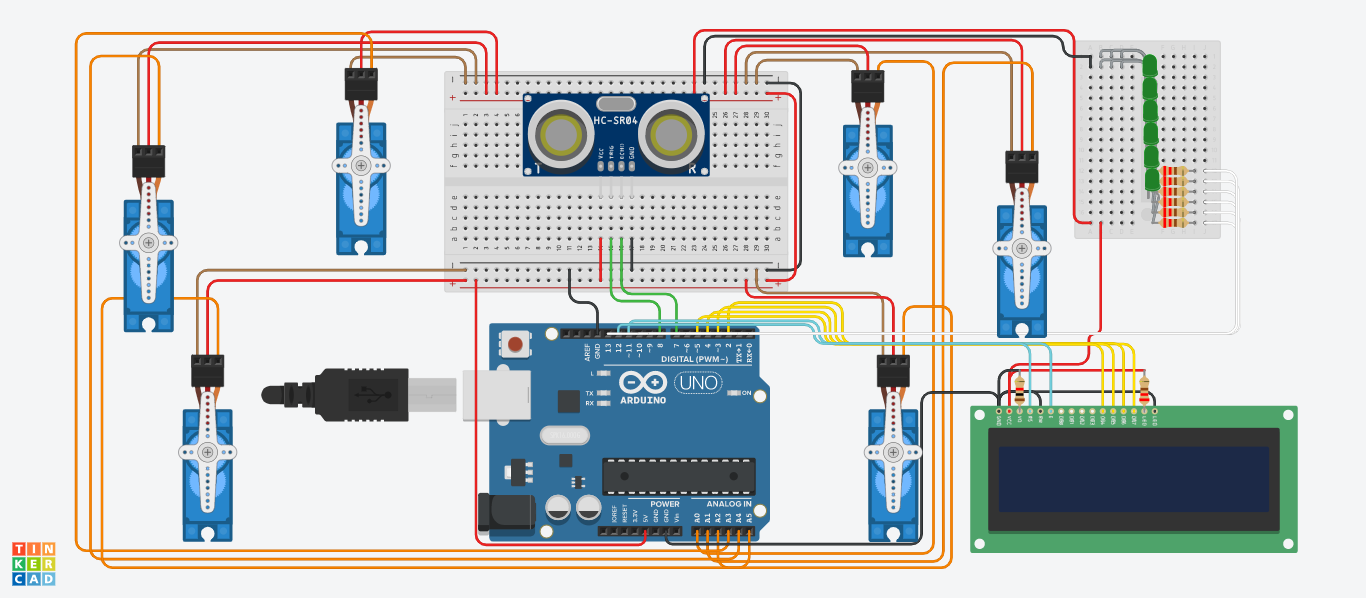 HC-SR04
VCC
TRIG
ECHO
GND
T
R
AREF
GND
13
12
~11
~10
~9
8
7
~6
~5
4
~3
2
TX→1
RX←0
DIGITAL (PWM~)
L
TX
RX
ARDUINO
UNO
ON
POWER
ANALOG IN
IOREF
RESET
3.3V
5V
GND
GND
Vin
A0
A1
A2
A3
A4
A5
GND
VCC
TIN
KER
CAD